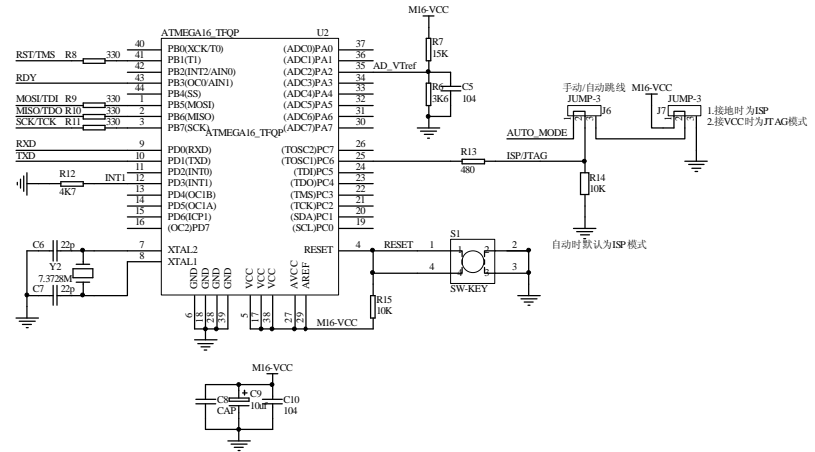 M16-VCC
ATMEGA16_TFQP U2
R7
15K
40 PB0(XCK/T0) (ADC0)PA0 37
RST/TMS R8 330 41 PB1(T1) (ADC1)PA1 36
42 PB2(INT2/AIN0) (ADC2)PA2 35 AD_VTref
RDY 43 PB3(OC0/AIN1) (ADC3)PA3 34
44 PB4(SS) (ADC4)PA4 33
MOSI/TDI R9 330 1 PB5(MOSI) (ADC5)PA5 32
MISO/TDO R10 330 2 PB6(MISO) (ADC6)PA6 31
SCK/TCK R11 330 3 PB7(SCK) (ADC7)PA7 30
ATMEGA16_TFQP
R6
3K6
C5
104
手动/自动跳线
JUMP-3
J6
1
2
3
AUTO_MODE
M16-VCC
JUMP-3
J7
1
2
3
1.接地时为ISP
2.接VCC时为JTAG模式
RXD 9 PD0(RXD) (TOSC2)PC7 26
TXD 10 PD1(TXD) (TOSC1)PC6 25 R13 480 ISP/JTAG
11 PD2(INT0) (TDI)PC5 24
R12 4K7 INT1 12 PD3(INT1) (TDO)PC4 23
13 PD4(OC1B) (TMS)PC3 22
14 PD5(OC1A) (TCK)PC2 21
15 PD6(ICP1) (SDA)PC1 20
16 (OC2)PD7 (SCL)PC0 19
R14
10K
自动时默认为ISP模式
C6 22p 7 XTAL2 RESET 4 RESET
Y2
7.3728M
C7 22p 8 XTAL1
S1
1 1 2 2
4 4 3 3
SW-KEY
GND GND GND GND VCC VCC VCC AVCC AREF
6 18 28 39 5 17 38 27 29
M16-VCC
R15
10K
M16-VCC
C8
CAP
+ C9
10uf
C10
104